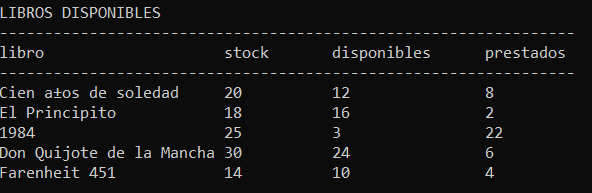 LIBROS DISPONIBLES
----------------------------------------------------------------
libro                    stock       disponibles      prestados
----------------------------------------------------------------
Cien a±os de soledad     20          12               8
El Principito            18          16               2
1984                     25          3                22
Don Quijote de la Mancha 30          24               6
Farenheit 451            14          10               4